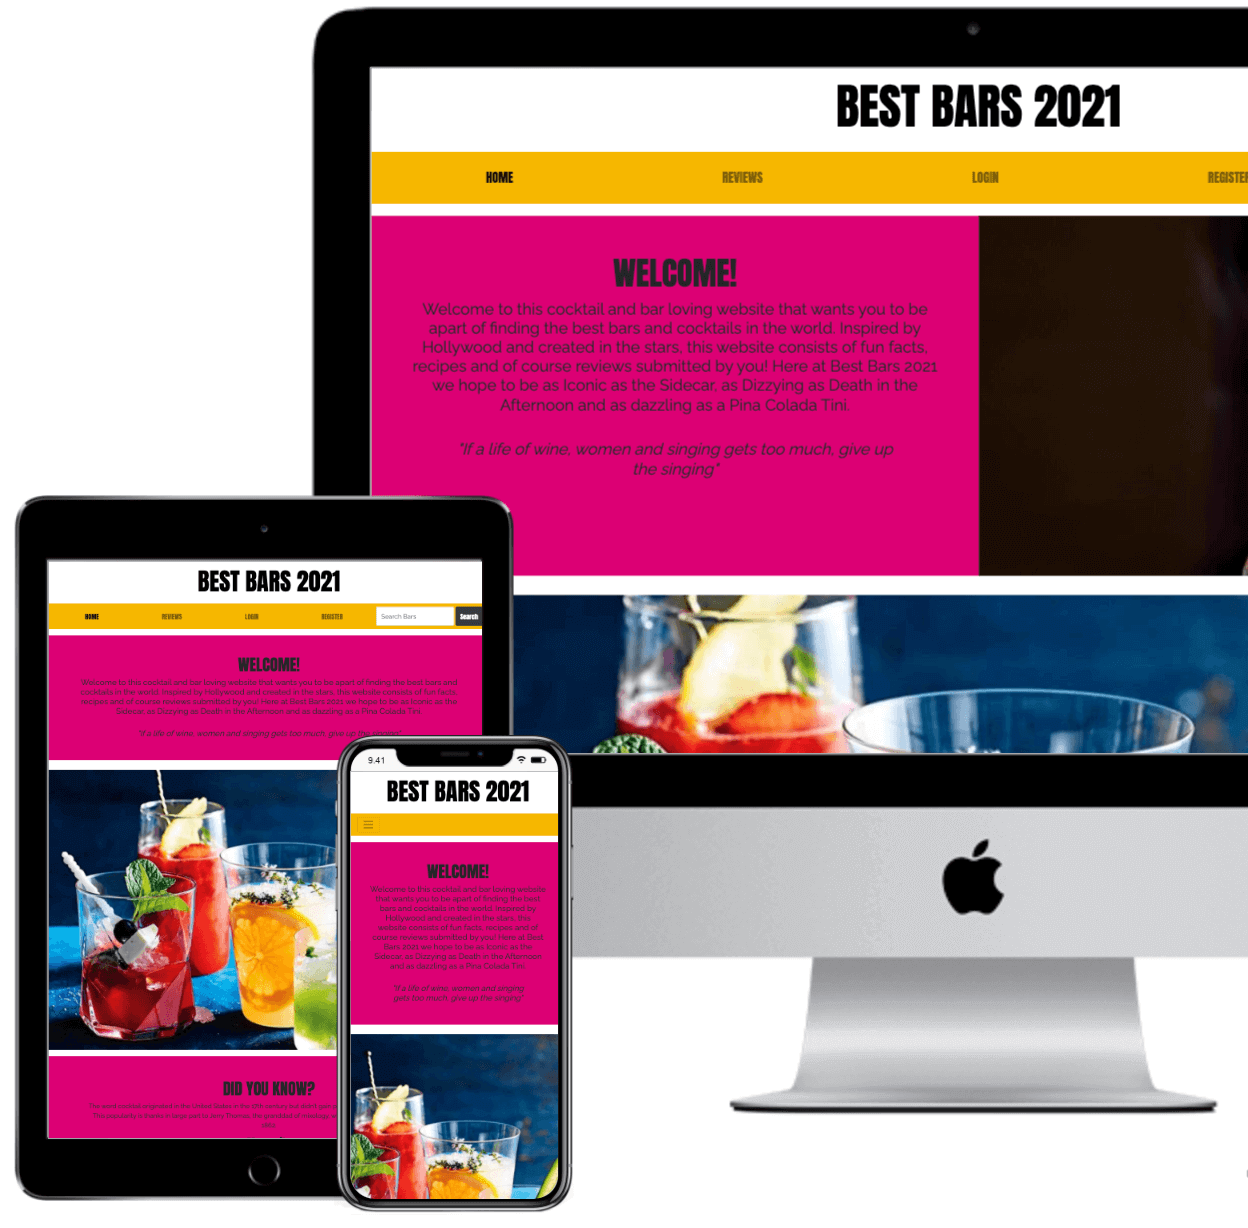 BEST BARS 2021
HOME REVIEWS LOGIN REGISTER
WELCOME!
Welcome to this cocktail and bar loving website that wants you to be
apart of finding the best bars and cocktails in the world. Inspired by
Hollywood and created in the stars, this website consists of fun facts,
recipes and of course reviews submitted by you! Here at Best Bars 2021
we hope to be as Iconic as the Sidecar, as Dizzying as Death in the
Afternoon and as dazzling as a Pina Colada Tini.
"If a life of wine, women and singing gets too much, give up
the singing"
BEST BARS 2021
HOME REVIEWS LOGIN REGISTER Search Bars Search
WELCOME!
Welcome to this cocktail and bar loving website that wants you to be apart of finding the best bars and
cocktails in the world. Inspired by Hollywood and created in the stars, this website consists of fun facts,
recipes and of course reviews submitted by you! Here at Best Bars 2021 we hope to be as Iconic as the
Sidecar, as Dizzying as Death in the Afternoon and as dazzling as a Pina Colada Tini.
"If a life of wine, women and singing gets too much, give up the singing"
DID YOU KNOW?
9.41
BEST BARS 2021
WELCOME!
Welcome to this cocktail and bar loving website
that wants you to be apart of finding the best
bars and cocktails in the world. Inspired by
Hollywood and created in the stars, this
website consists of fun facts, recipes and of
course reviews submitted by you! Here at Best
Bars 2021 we hope to be as Iconic as the
Sidecar, as Dizzying as Death in the Afternoon
and as dazzling as a Pina Colada Tini.
"If a life of wine, women and singing
gets too much, give up the singing"